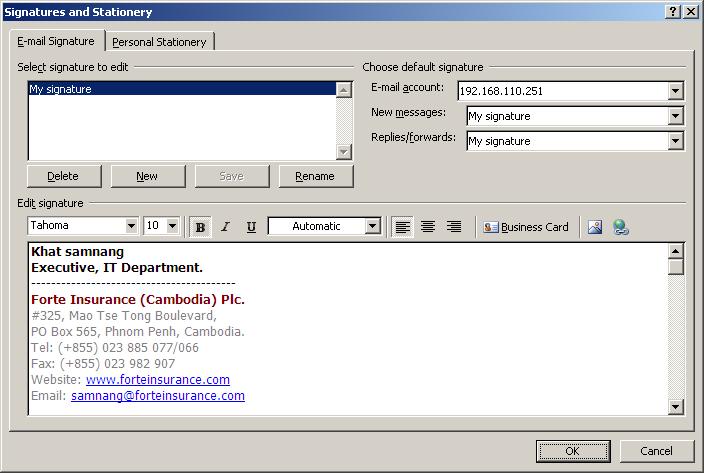 Signatures and Stationery
E-mail Signature
Personal Stationery
Select signature to edit
Choose default signature
My signature
E-mail account:
192.168.110.251
New messages:
My signature
Replies/forwards:
My signature
Delete
New
Save
Rename
Edit signature
Tahoma
10
B
I
U
Automatic
Business Card
Khat samnang
Executive, IT Department.
----------------------------------------
Forte Insurance (Cambodia) Plc.
#325, Mao Tse Tong Boulevard,
PO Box 565, Phnom Penh, Cambodia.
Tel: (+855) 023 885 077/066
Fax: (+855) 023 982 907
Website: www.forteinsurance.com
Email: samnang@forteinsurance.com
OK
Cancel